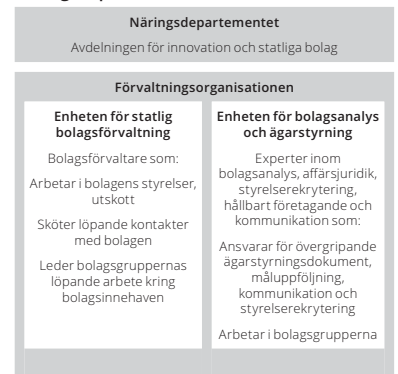 Näringsdepartementet
Avdelningen för innovation och statliga bolag
Förvaltningsorganisationen
Enheten för statlig
bolagsförvaltning
Bolagsförvaltare som:
Arbetar i bolagens styrelser,
utskott
Sköter löpande kontakter
med bolagen
Leder bolagsgruppernas
löpande arbete kring
bolagsinnehaven
Enheten för bolagsanalys
och ägarstyrning
Experter inom
bolagsanalys, affärsjuridik,
styrelserekrytering,
hållbart företagande och
kommunikation som:
Ansvarar för övergripande
ägarstyrningsdokument,
måluppföljning,
kommunikation och
styrelserekrytering
Arbetar i bolagsgrupperna